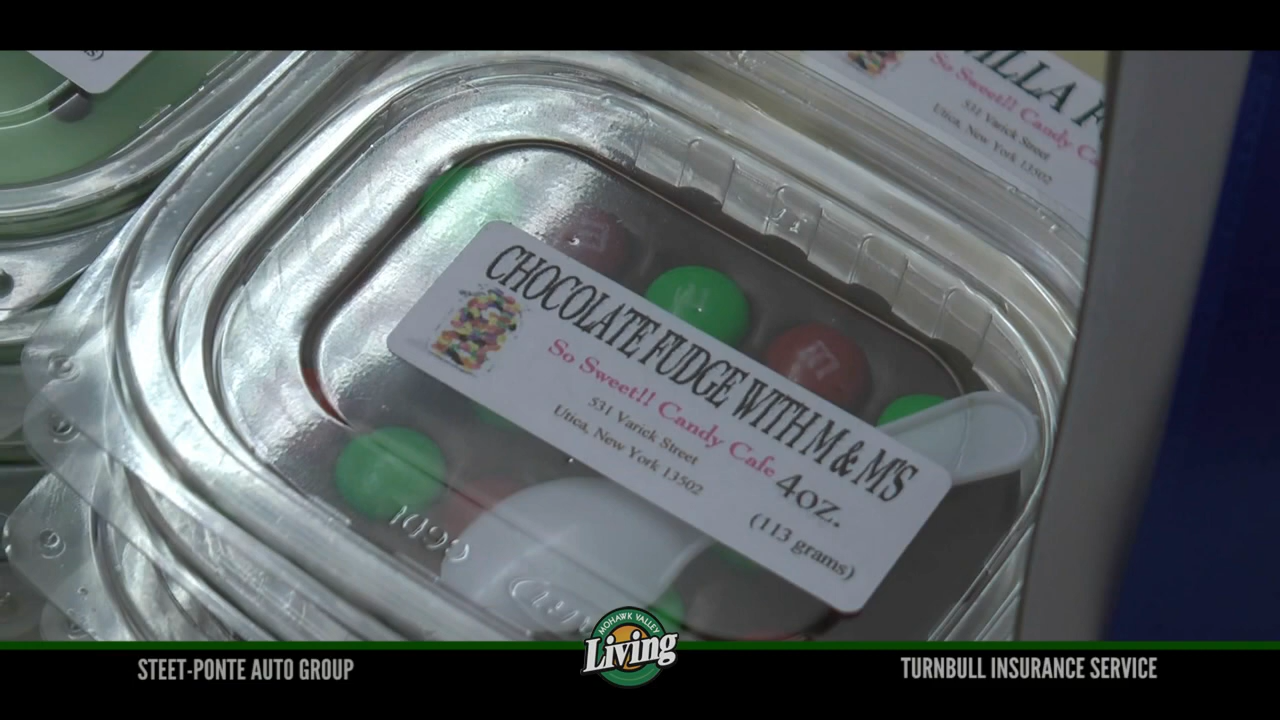 ILLA
So Sweet!! Candy
531 Varick Street
Utica, New York 13502
CHOCOLATE FUDGE WITH M & M'S
So Sweet!! Candy Cafe
4oz.
531 Varick Street
Utica, New York 13502
(113 grams)
m
m
MOHAWK VALLEY
Living
STEET-PONTE AUTO GROUP
TURNBULL INSURANCE SERVICE